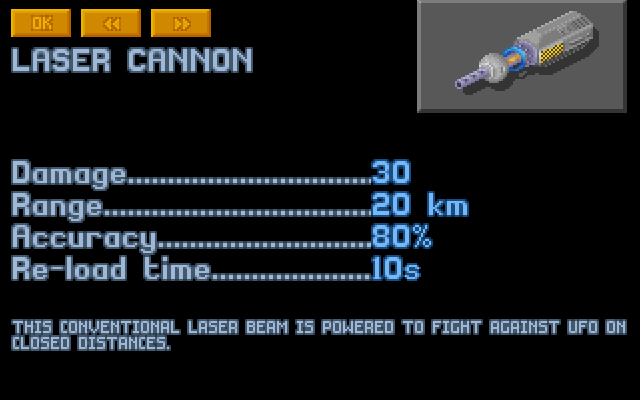 OK << >>
LASER CANNON
Damage..............................30
Range.................................20 km
Accuracy..........................80%
Re-load time...................10s
THIS CONVENTIONAL LASER BEAM IS POWERED TO FIGHT AGAINST UFO ON
CLOSED DISTANCES.